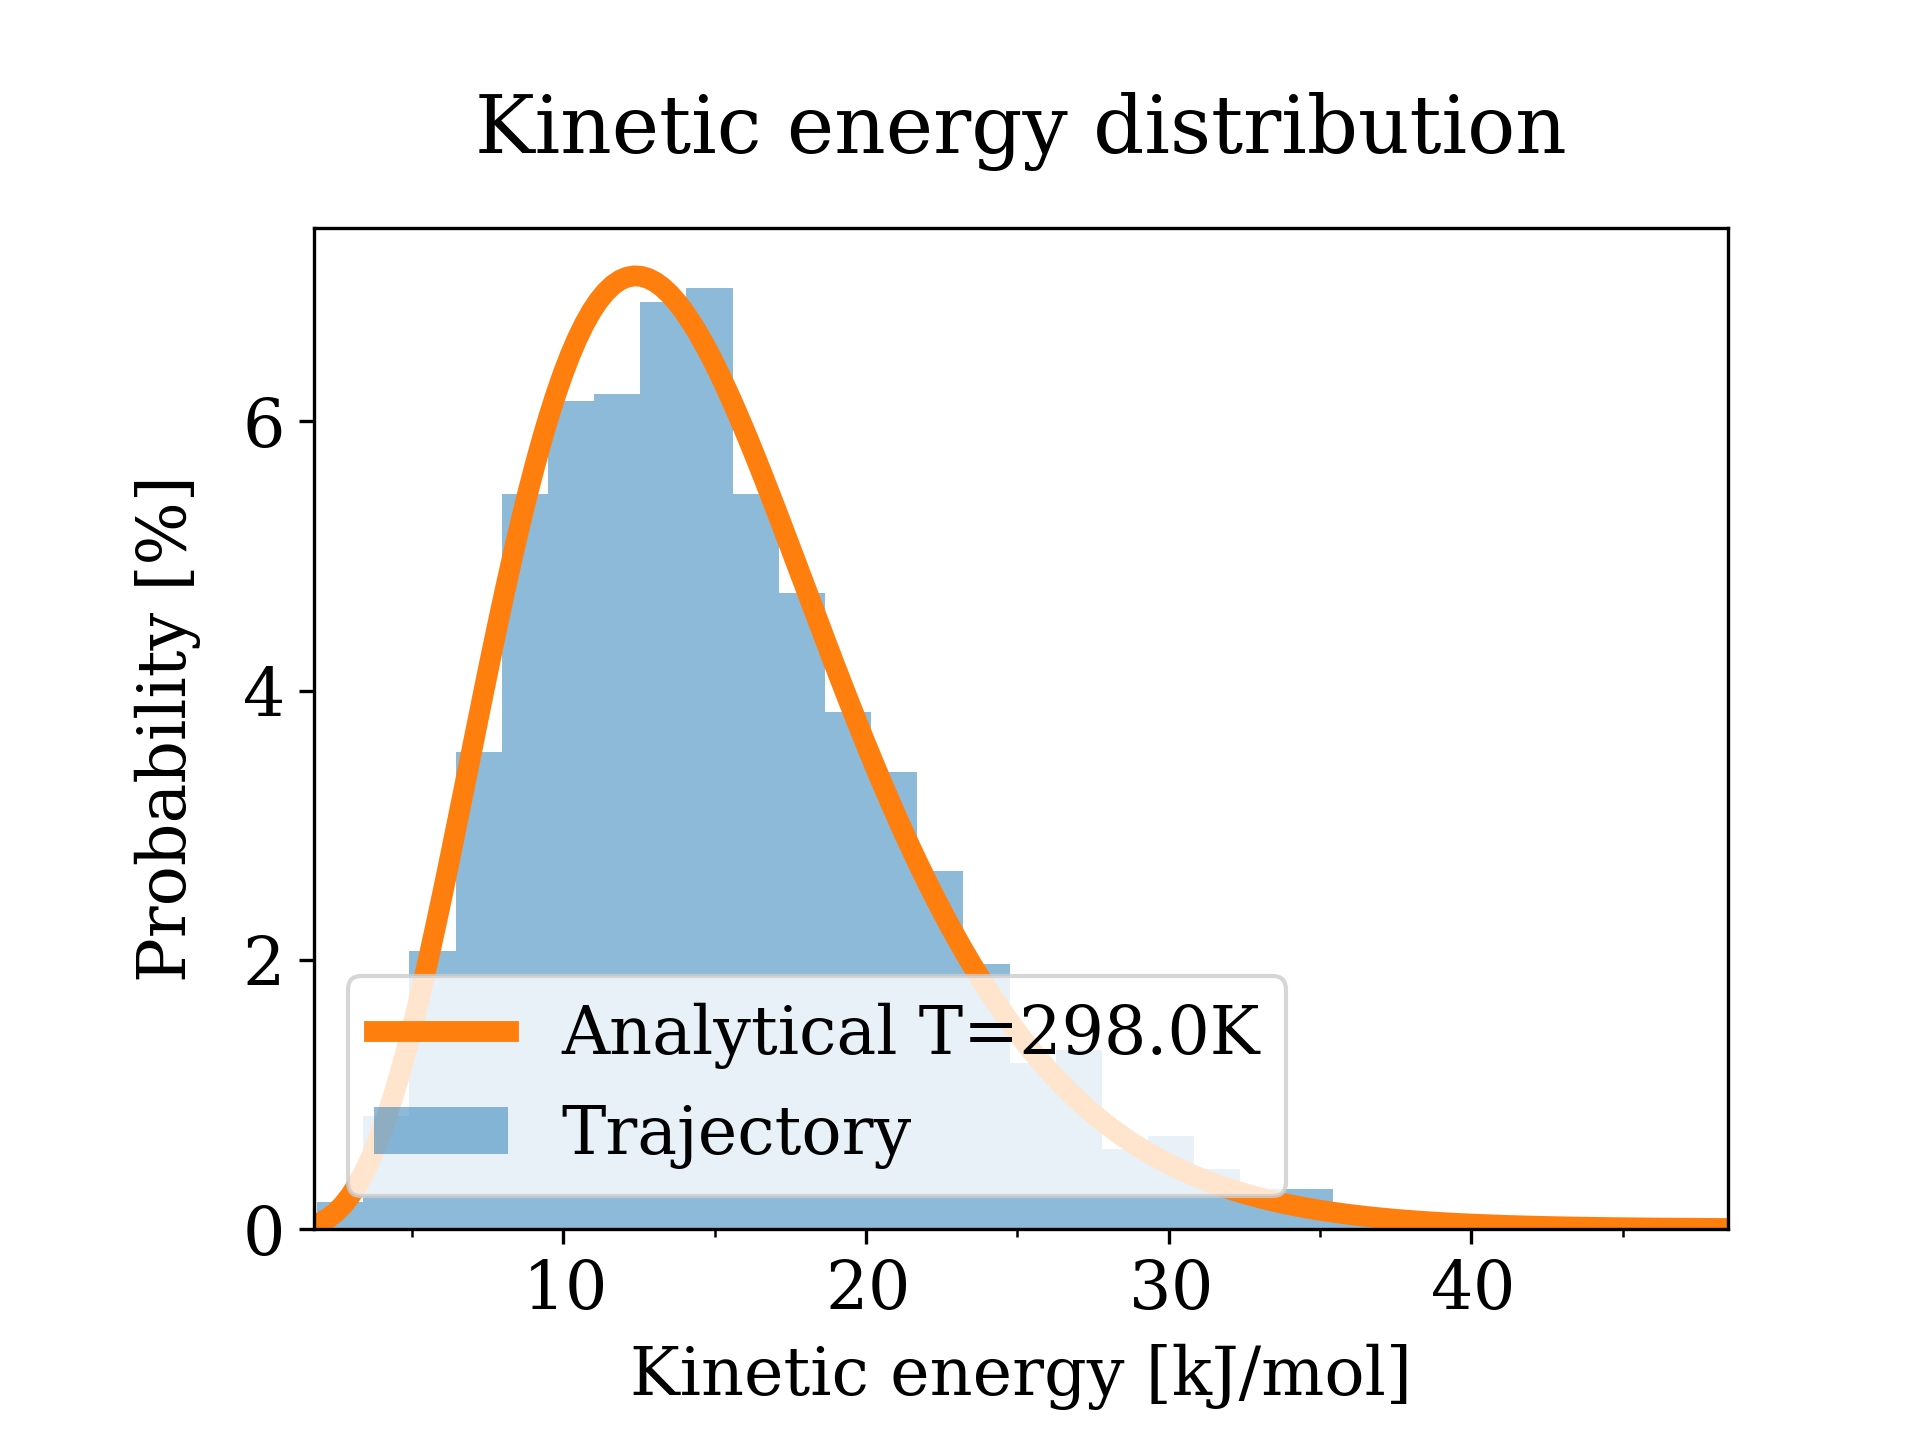 Kinetic energy distribution
Probability [%]
6
4
2
0
Analytical T=298.0K
Trajectory
10 20 30 40
Kinetic energy [kJ/mol]